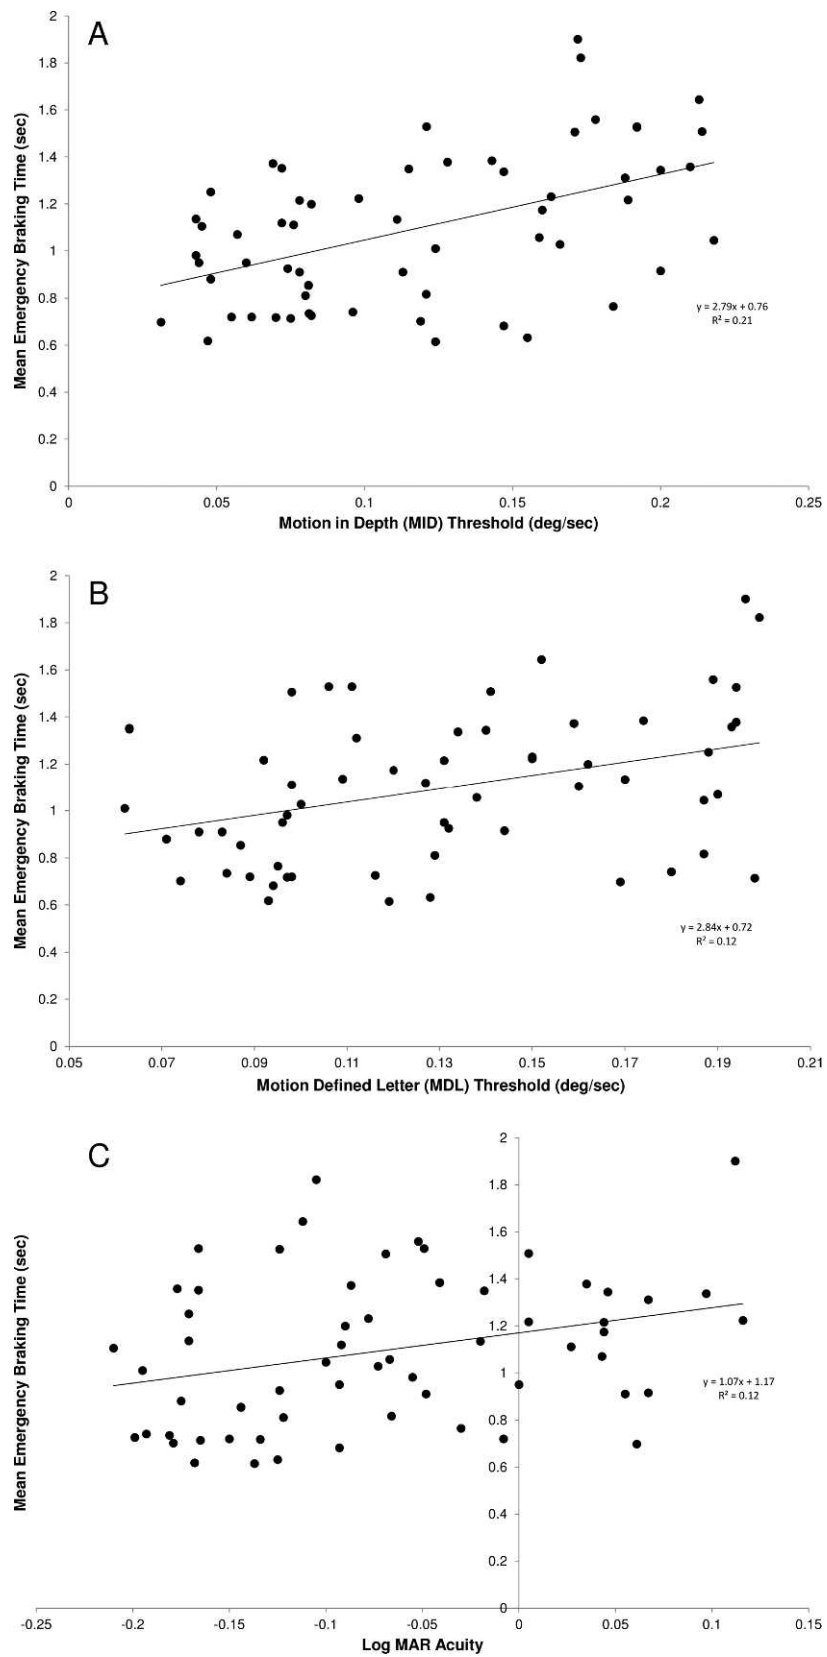 A
2
1.8
1.6
1.4
1.2
1
0.8
0.6
0.4
0.2
0
Mean Emergency Braking Time (sec)
y = 2.79x + 0.76
R² = 0.21
0 0.05 0.1 0.15 0.2 0.25
Motion in Depth (MID) Threshold (deg/sec)
B
2
1.8
1.6
1.4
1.2
1
0.8
0.6
0.4
0.2
0
Mean Emergency Braking Time (sec)
y = 2.84x + 0.72
R² = 0.12
0.05 0.07 0.09 0.11 0.13 0.15 0.17 0.19 0.21
Motion Defined Letter (MDL) Threshold (deg/sec)
C
2
1.8
1.6
1.4
1.2
1
0.8
0.6
0.4
0.2
0
Mean Emergency Braking Time (sec)
y = 1.07x + 1.17
R² = 0.12
-0.25 -0.2 -0.15 -0.1 -0.05 0 0.05 0.1 0.15
Log MAR Acuity